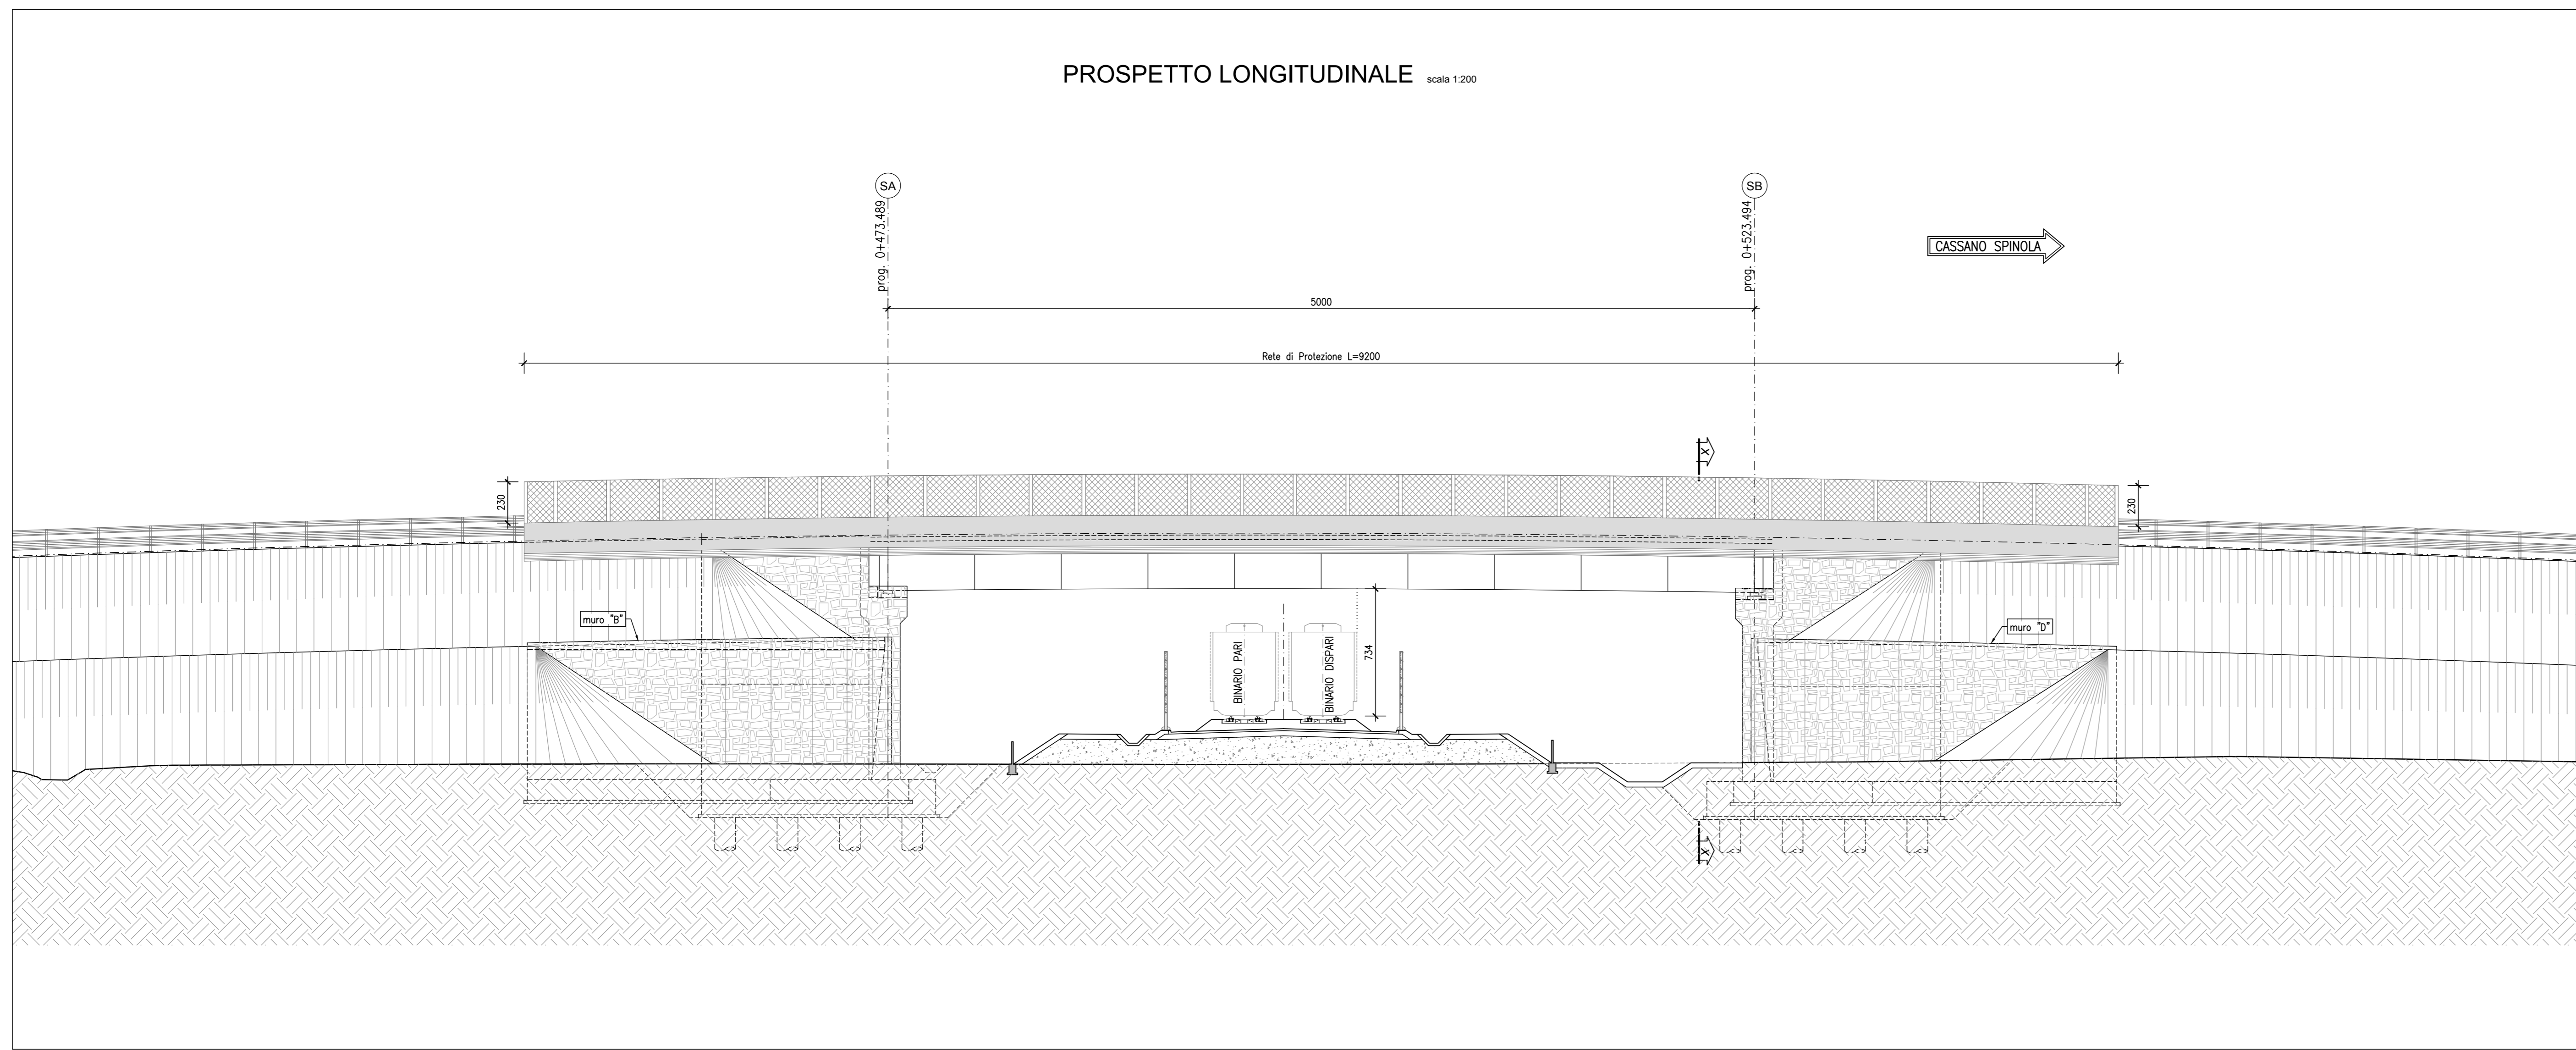 PROSPETTO LONGITUDINALE scala 1:200
SA
SB
prog. 0+473.489
prog. 0+523.494
CASSANO SPINOLA
5000
Rete di Protezione L=9200
X
230
230
muro "B"
muro "D"
BINARIO PARI
BINARIO DISPARI
734
X